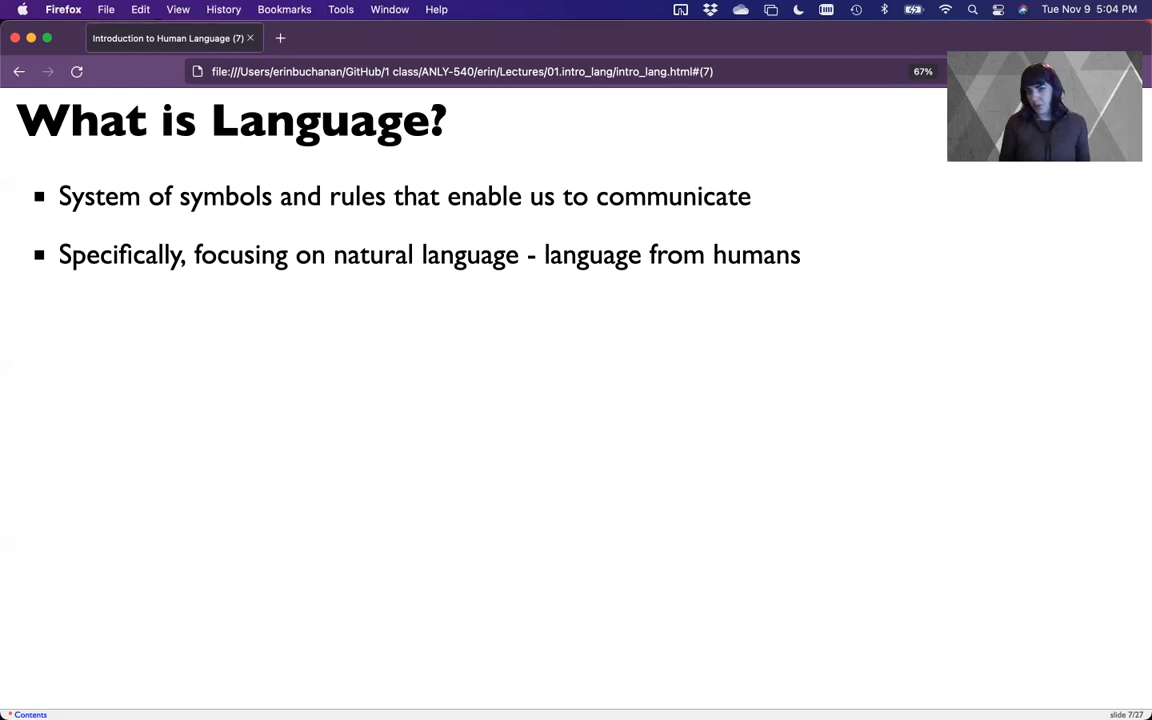 Firefox File Edit View History Bookmarks Tools Window Help Tue Nov 9 5:04 PM
Introduction to Human Language (7)
file:///Users/erinbuchanan/GitHub/1 class/ANLY-540/erin/Lectures/01.intro_lang/intro_lang.html#(7) 67%
What is Language?
System of symbols and rules that enable us to communicate
Specifically, focusing on natural language - language from humans
* Contents slide 7/27